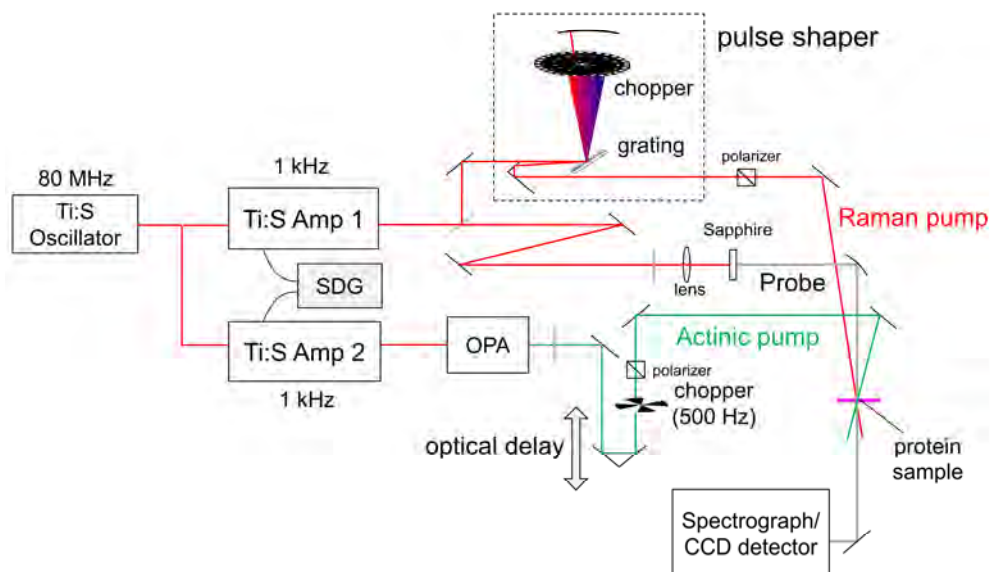 pulse shaper
chopper
grating
polarizer
80 MHz
Ti:S
Oscillator
1 kHz
Ti:S Amp 1
Raman pump
Sapphire
lens
Probe
SDG
Ti:S Amp 2
1 kHz
OPA
Actinic pump
polarizer
chopper
(500 Hz)
optical delay
protein
sample
Spectrograph/
CCD detector